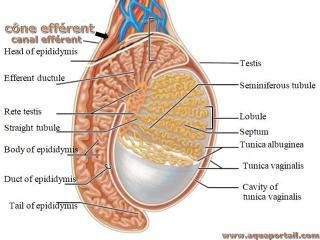 cône efférent
canal efférent
Head of epididymis
Efferent ductule
Rete testis
Straight tubule
Body of epididymis
Duct of epididymis
Tail of epididymis
Testis
Seminiferous tubule
Lobule
Septum
Tunica albuginea
Tunica vaginalis
Cavity of
tunica vaginalis
www.aquaportail.com